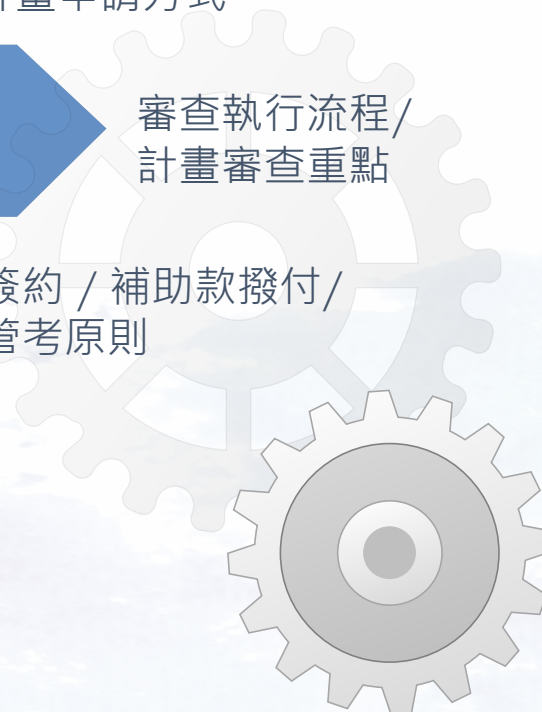 計畫申請方式
審查執行流程/
計畫審查重點
簽約 / 補助款撥付/
管考原則